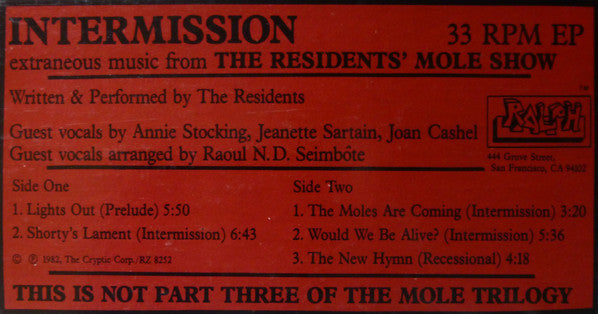 INTERMISSION 33 RPM EP
extraneous music from THE RESIDENTS' MOLE SHOW
Written & Performed by The Residents
Guest vocals by Annie Stocking, Jeanette Sartain, Joan Cashel
Guest vocals arranged by Raoul N.D. Seimbôte
TM
RALPH
444 Grove Street,
San Francisco, CA 94102
Side One
1. Lights Out (Prelude) 5:50
2. Shorty's Lament (Intermission) 6:43
© ℗ 1982, The Cryptic Corp./RZ 8252
Side Two
1. The Moles Are Coming (Intermission) 3:20
2. Would We Be Alive? (Intermission) 5:36
3. The New Hymn (Recessional) 4:18
THIS IS NOT PART THREE OF THE MOLE TRILOGY